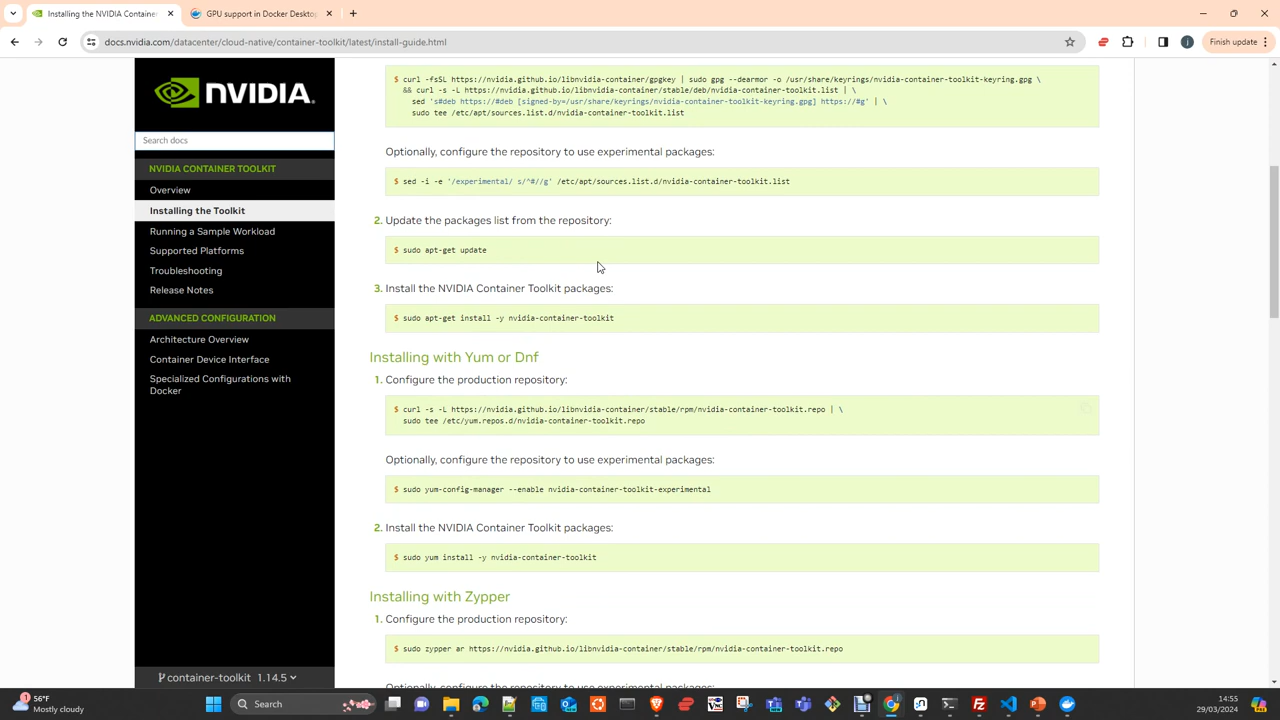 Installing the NVIDIA Contain
GPU support in Docker Desktop
docs.nvidia.com/datacenter/cloud-native/container-toolkit/latest/install-guide.html
j
Finish update
NVIDIA
Search docs
NVIDIA CONTAINER TOOLKIT
Overview
Installing the Toolkit
Running a Sample Workload
Supported Platforms
Troubleshooting
Release Notes
ADVANCED CONFIGURATION
Architecture Overview
Container Device Interface
Specialized Configurations with
Docker
container-toolkit 1.14.5
$ curl -fsSL https://nvidia.github.io/libnvidia-container/gpgkey | sudo gpg --dearmor -o /usr/share/keyrings/nvidia-container-toolkit-keyring.gpg \
&& curl -s -L https://nvidia.github.io/libnvidia-container/stable/deb/nvidia-container-toolkit.list | \
sed 's#deb https://#deb [signed-by=/usr/share/keyrings/nvidia-container-toolkit-keyring.gpg] https://#g' | \
sudo tee /etc/apt/sources.list.d/nvidia-container-toolkit.list
Optionally, configure the repository to use experimental packages:
$ sed -i -e '/experimental/ s/^#//g' /etc/apt/sources.list.d/nvidia-container-toolkit.list
2. Update the packages list from the repository:
$ sudo apt-get update
3. Install the NVIDIA Container Toolkit packages:
$ sudo apt-get install -y nvidia-container-toolkit
Installing with Yum or Dnf
1. Configure the production repository:
$ curl -s -L https://nvidia.github.io/libnvidia-container/stable/rpm/nvidia-container-toolkit.repo | \
sudo tee /etc/yum.repos.d/nvidia-container-toolkit.repo
Optionally, configure the repository to use experimental packages:
$ sudo yum-config-manager --enable nvidia-container-toolkit-experimental
2. Install the NVIDIA Container Toolkit packages:
$ sudo yum install -y nvidia-container-toolkit
Installing with Zypper
1. Configure the production repository:
$ sudo zypper ar https://nvidia.github.io/libnvidia-container/stable/rpm/nvidia-container-toolkit.repo
Optionally, configure the repository to use experimental packages:
1
56°F
Mostly cloudy
Search
14:55
29/03/2024